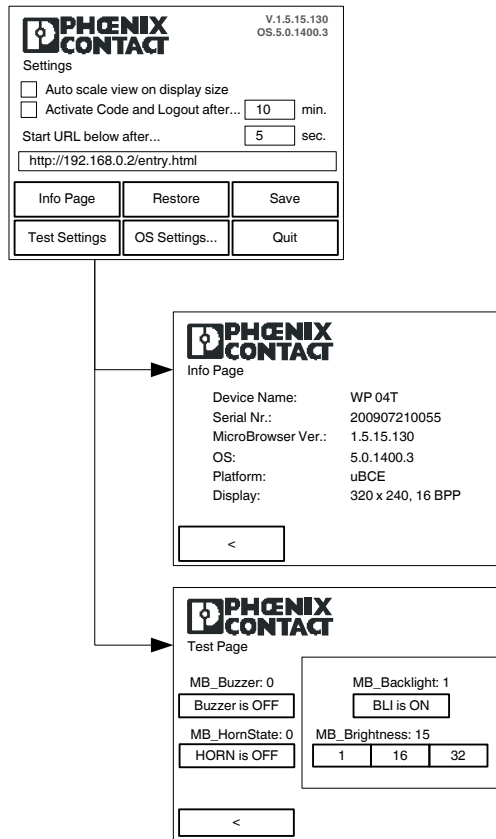 PHŒNIX
CONTACT
V.1.5.15.130
OS.5.0.1400.3
Settings
Auto scale view on display size
Activate Code and Logout after... 10 min.
Start URL below after... 5 sec.
http://192.168.0.2/entry.html
Info Page Restore Save
Test Settings OS Settings... Quit
PHŒNIX
CONTACT
Info Page
Device Name: WP 04T
Serial Nr.: 200907210055
MicroBrowser Ver.: 1.5.15.130
OS: 5.0.1400.3
Platform: uBCE
Display: 320 x 240, 16 BPP
<
PHŒNIX
CONTACT
Test Page
MB_Buzzer: 0 MB_Backlight: 1
Buzzer is OFF BLI is ON
MB_HornState: 0 MB_Brightness: 15
HORN is OFF 1 16 32
<